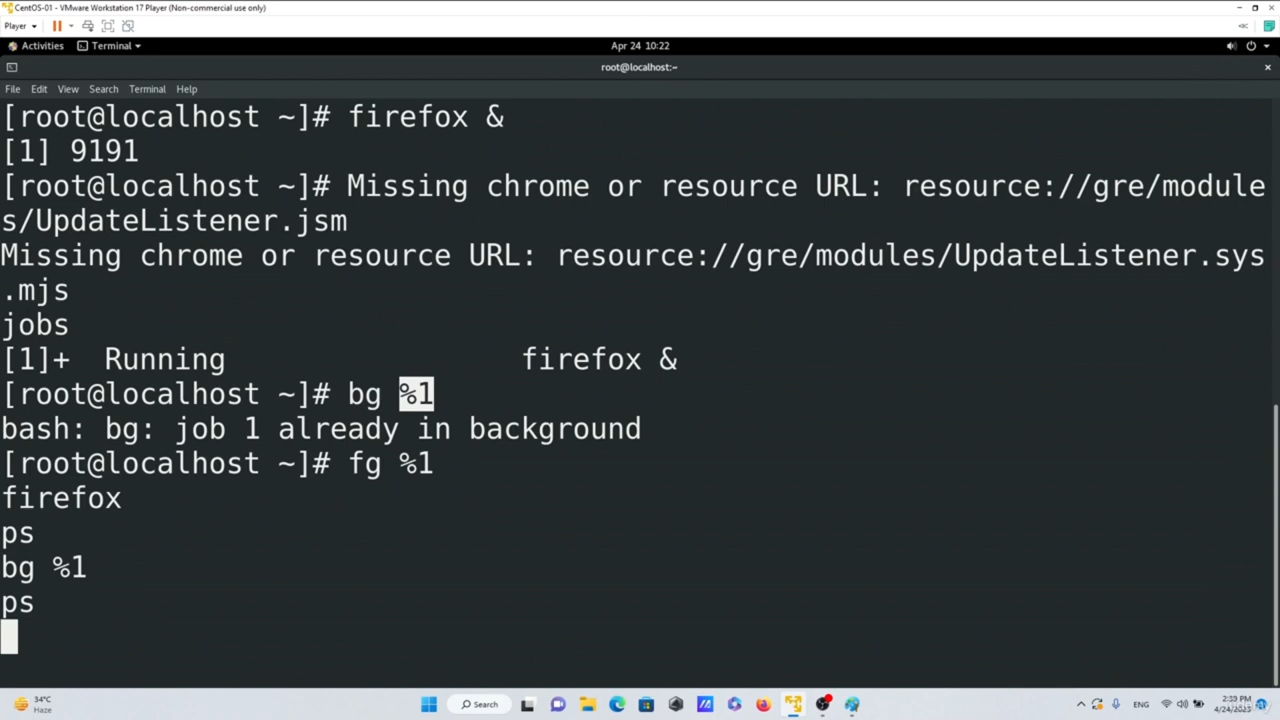 CentOS-01 - VMware Workstation 17 Player (Non-commercial use only)
Player
Activities Terminal Apr 24 10:22
root@localhost:~
File Edit View Search Terminal Help
[root@localhost ~]# firefox &
[1] 9191
[root@localhost ~]# Missing chrome or resource URL: resource://gre/module
s/UpdateListener.jsm
Missing chrome or resource URL: resource://gre/modules/UpdateListener.sys
.mjs
jobs
[1]+  Running                 firefox &
[root@localhost ~]# bg %1
bash: bg: job 1 already in background
[root@localhost ~]# fg %1
firefox
ps
bg %1
ps
34°C
Haze
Search
ENG
2:39 PM
4/24/2023